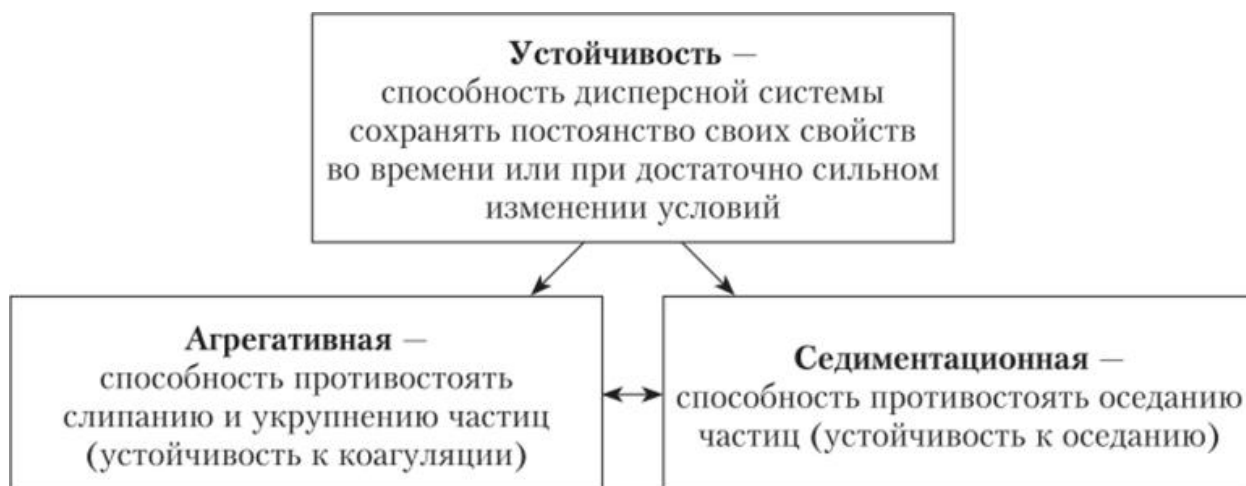 Устойчивость —
способность дисперсной системы
сохранять постоянство своих свойств
во времени или при достаточно сильном
изменении условий
Агрегативная —
способность противостоять
слипанию и укрупнению частиц
(устойчивость к коагуляции)
Седиментационная —
способность противостоять оседанию
частиц (устойчивость к оседанию)